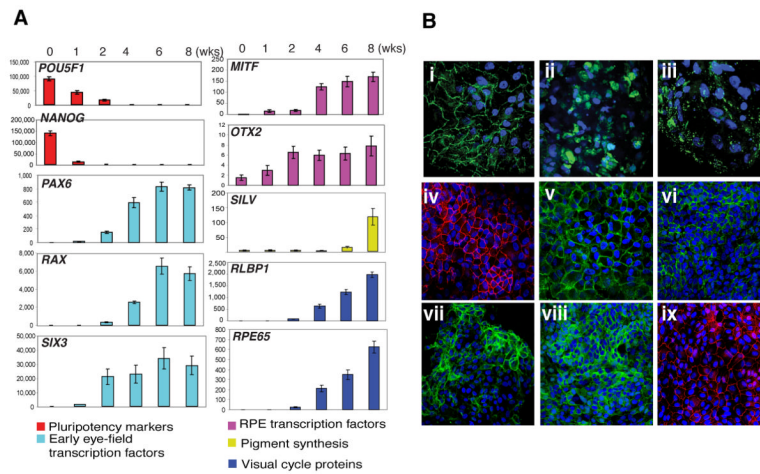 A
B
0 1 2 4 6 8 (wks)
0 1 2 4 6 8 (wks)
POU5F1
150,000
100,000
50,000
0
NANOG
200,000
150,000
100,000
50,000
0
PAX6
1,000
800
600
400
200
0
RAX
8,000
6,000
4,000
2,000
0
SIX3
50,000
40,000
30,000
20,000
10,000
0
Pluripotency markers
Early eye-field
transcription factors
MITF
250
200
150
100
50
0
OTX2
10
8
6
4
2
0
SILV
200
150
100
50
0
RLBP1
2,500
2,000
1,500
1,000
500
0
RPE65
800
700
600
500
400
300
200
100
0
RPE transcription factors
Pigment synthesis
Visual cycle proteins
i
ii
iii
iv
v
vi
vii
viii
ix